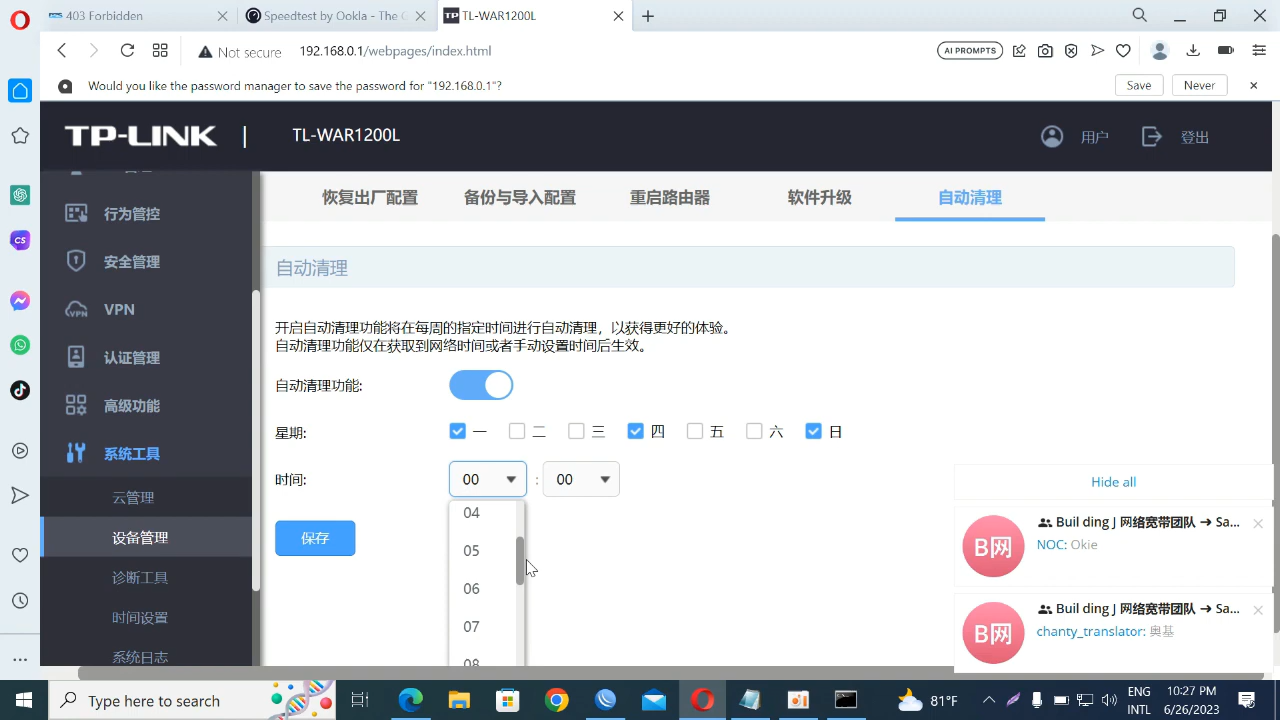 403 Forbidden
Speedtest by Ookla - The G
TP-LINK
TL-WAR1200L
Not secure
192.168.0.1/webpages/index.html
AI PROMPTS
Would you like the password manager to save the password for "192.168.0.1"?
Save
Never
TP-LINK | TL-WAR1200L
用户
登出
恢复出厂配置
备份与导入配置
重启路由器
软件升级
自动清理
行为管控
安全管理
VPN
认证管理
高级功能
系统工具
云管理
设备管理
诊断工具
时间设置
系统日志
自动清理
开启自动清理功能将在每周的指定时间进行自动清理，以获得更好的体验。
自动清理功能仅在获取到网络时间或者手动设置时间后生效。
自动清理功能:
星期: 一 二 三 四 五 六 日
时间: 00 : 00
04
05
06
07
08
保存
Hide all
Buil ding J 网络宽带团队 ➔ Sa...
B网
NOC: Okie
Buil ding J 网络宽带团队 ➔ Sa...
B网
chanty_translator: 奥基
Type here to search
81°F
ENG
INTL
10:27 PM
6/26/2023